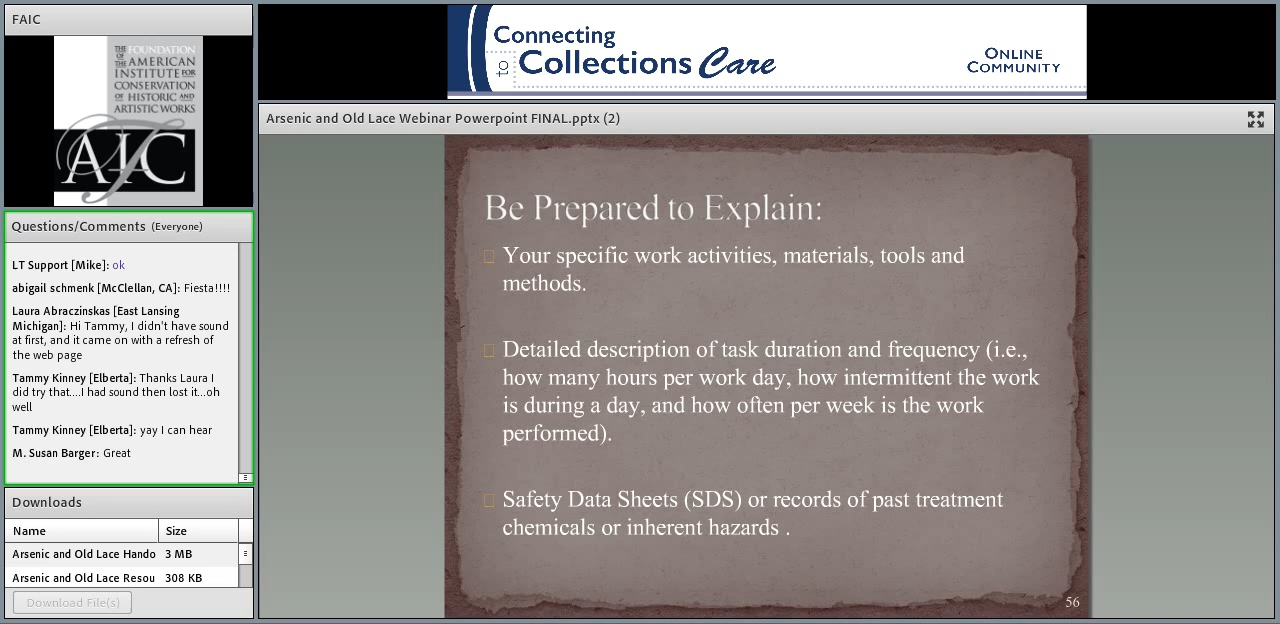 FAIC
THE FOUNDATION
OF THE AMERICAN
INSTITUTE FOR
CONSERVATION
OF HISTORIC AND
ARTISTIC WORKS
AIC
Questions/Comments (Everyone)
LT Support [Mike]: ok
abigail schmenk [McClellan, CA]: Fiesta!!!!
Laura Abraczinskas [East Lansing
Michigan]: Hi Tammy, I didn't have sound
at first, and it came on with a refresh of
the web page
Tammy Kinney [Elberta]: Thanks Laura I
did try that....I had sound then lost it...oh
well
Tammy Kinney [Elberta]: yay I can hear
M. Susan Barger: Great
Downloads
Name Size
Arsenic and Old Lace Hando 3 MB
Arsenic and Old Lace Resou 308 KB
Download File(s)
Connecting
to Collections Care
ONLINE
COMMUNITY
Arsenic and Old Lace Webinar Powerpoint FINAL.pptx (2)
Be Prepared to Explain:
Your specific work activities, materials, tools and
methods.
Detailed description of task duration and frequency (i.e.,
how many hours per work day, how intermittent the work
is during a day, and how often per week is the work
performed).
Safety Data Sheets (SDS) or records of past treatment
chemicals or inherent hazards .
56